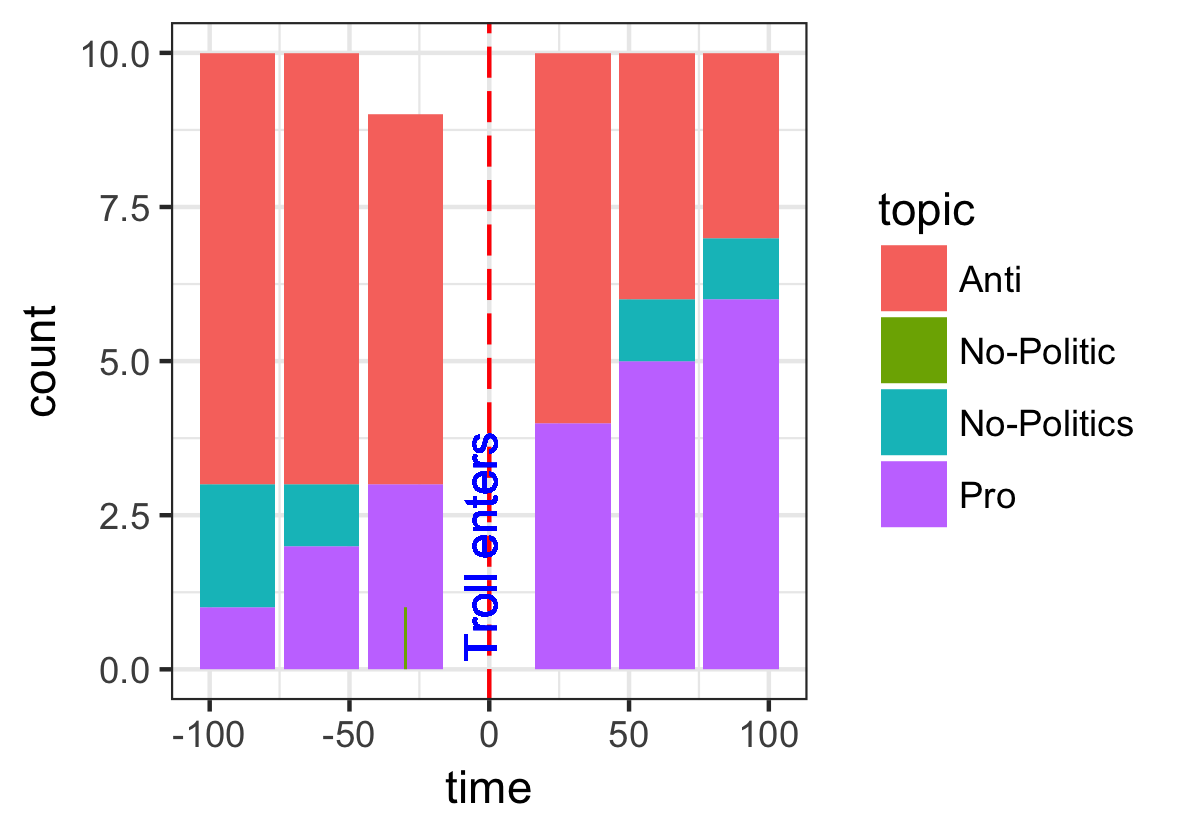 10.0
7.5
5.0
2.5
0.0
count
Troll enters
-100 -50 0 50 100
time
topic
Anti
No-Politic
No-Politics
Pro